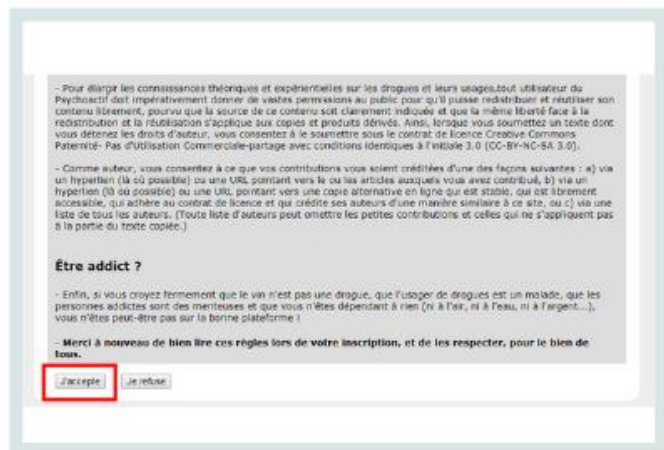 - Pour élargir les connaissances théoriques et expérientielles sur les drogues et leurs usages,tout utilisateur du
Psychoactif doit impérativement donner de vastes permissions au public pour qu'il puisse redistribuer et réutiliser son
contenu librement, pourvu que la source de ce contenu soit clairement indiquée et que la même liberté face à la
redistribution et la réutilisation s'applique aux copies et produits dérivés. Ainsi, lorsque vous soumettez un texte dont
vous détenez les droits d'auteur, vous consentez à le soumettre sous le contrat de licence Creative Commons
Paternité- Pas d'Utilisation Commerciale-partage avec conditions identiques à l'initiale 3.0 (CC-BY-NC-SA 3.0).
- Comme auteur, vous consentez à ce que vos contributions vous soient créditées d'une des façons suivantes : a) via
un hyperlien (là où possible) ou une URL pointant vers le ou les articles auxquels vous avez contribué, b) via un
hyperlien (là où possible) ou une URL pointant vers une copie alternative en ligne qui est stable, qui est librement
accessible, qui adhère au contrat de licence et qui crédite ses auteurs d'une manière similaire à ce site, ou c) via une
liste de tous les auteurs. (Toute liste d'auteurs peut omettre les petites contributions et celles qui ne s'appliquent pas
à la partie du texte copiée.)
Être addict ?
- Enfin, si vous croyez fermement que le vin n'est pas une drogue, que l'usager de drogues est un malade, que les
personnes addictes sont des menteuses et que vous n'êtes dépendant à rien (ni à l'air, ni à l'eau, ni à l'argent...),
vous n'êtes peut-être pas sur la bonne plateforme !
- Merci à nouveau de bien lire ces règles lors de votre inscription, et de les respecter, pour le bien de
tous.
J'accepte Je refuse